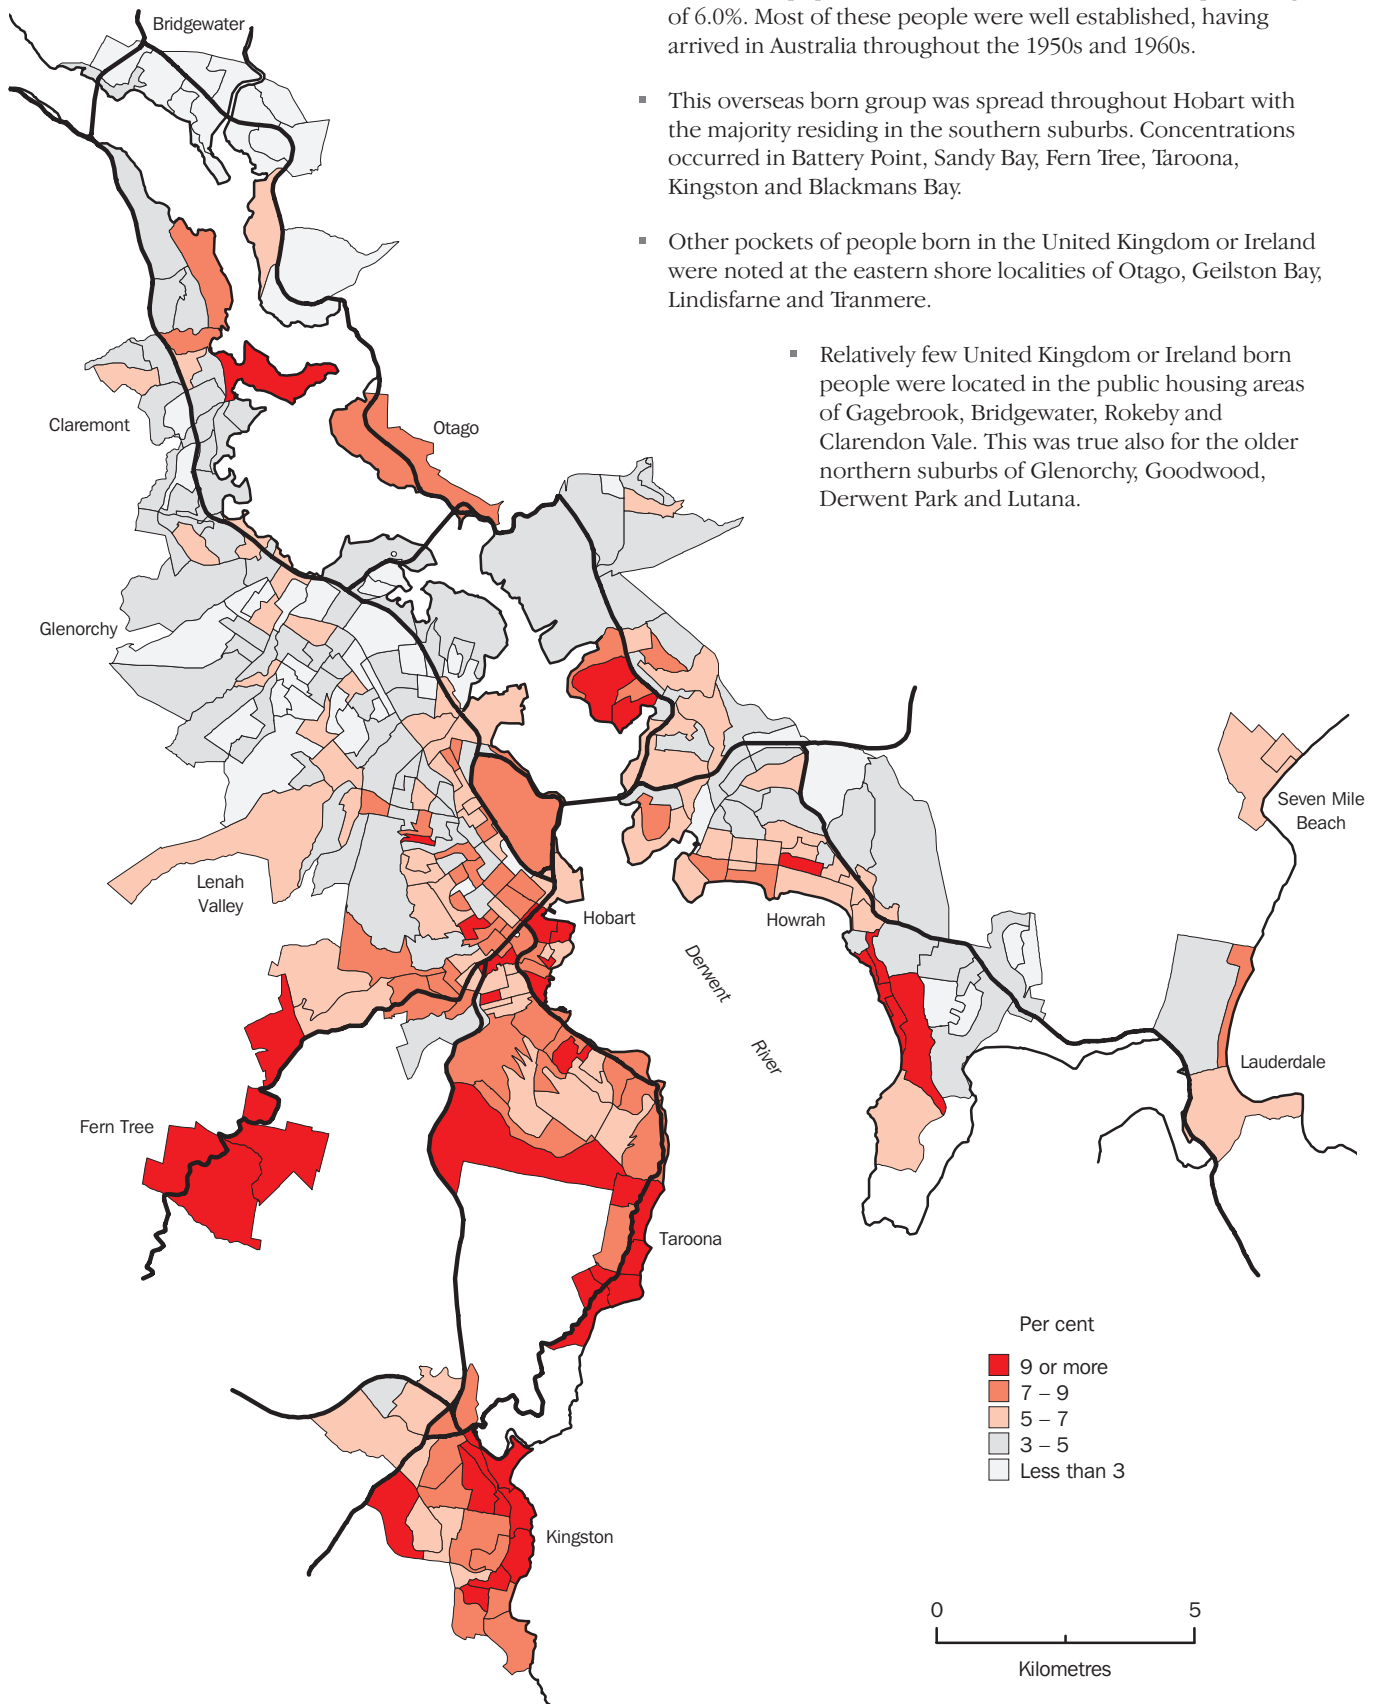 of 6.0%. Most of these people were well established, having
arrived in Australia throughout the 1950s and 1960s.
▪ This overseas born group was spread throughout Hobart with
the majority residing in the southern suburbs. Concentrations
occurred in Battery Point, Sandy Bay, Fern Tree, Taroona,
Kingston and Blackmans Bay.
▪ Other pockets of people born in the United Kingdom or Ireland
were noted at the eastern shore localities of Otago, Geilston Bay,
Lindisfarne and Tranmere.
▪ Relatively few United Kingdom or Ireland born
people were located in the public housing areas
of Gagebrook, Bridgewater, Rokeby and
Clarendon Vale. This was true also for the older
northern suburbs of Glenorchy, Goodwood,
Derwent Park and Lutana.
Bridgewater
Claremont
Otago
Glenorchy
Seven Mile
Beach
Lenah
Valley
Hobart
Howrah
Derwent
River
Lauderdale
Fern Tree
Taroona
Kingston
Per cent
9 or more
7 – 9
5 – 7
3 – 5
Less than 3
0 5
Kilometres